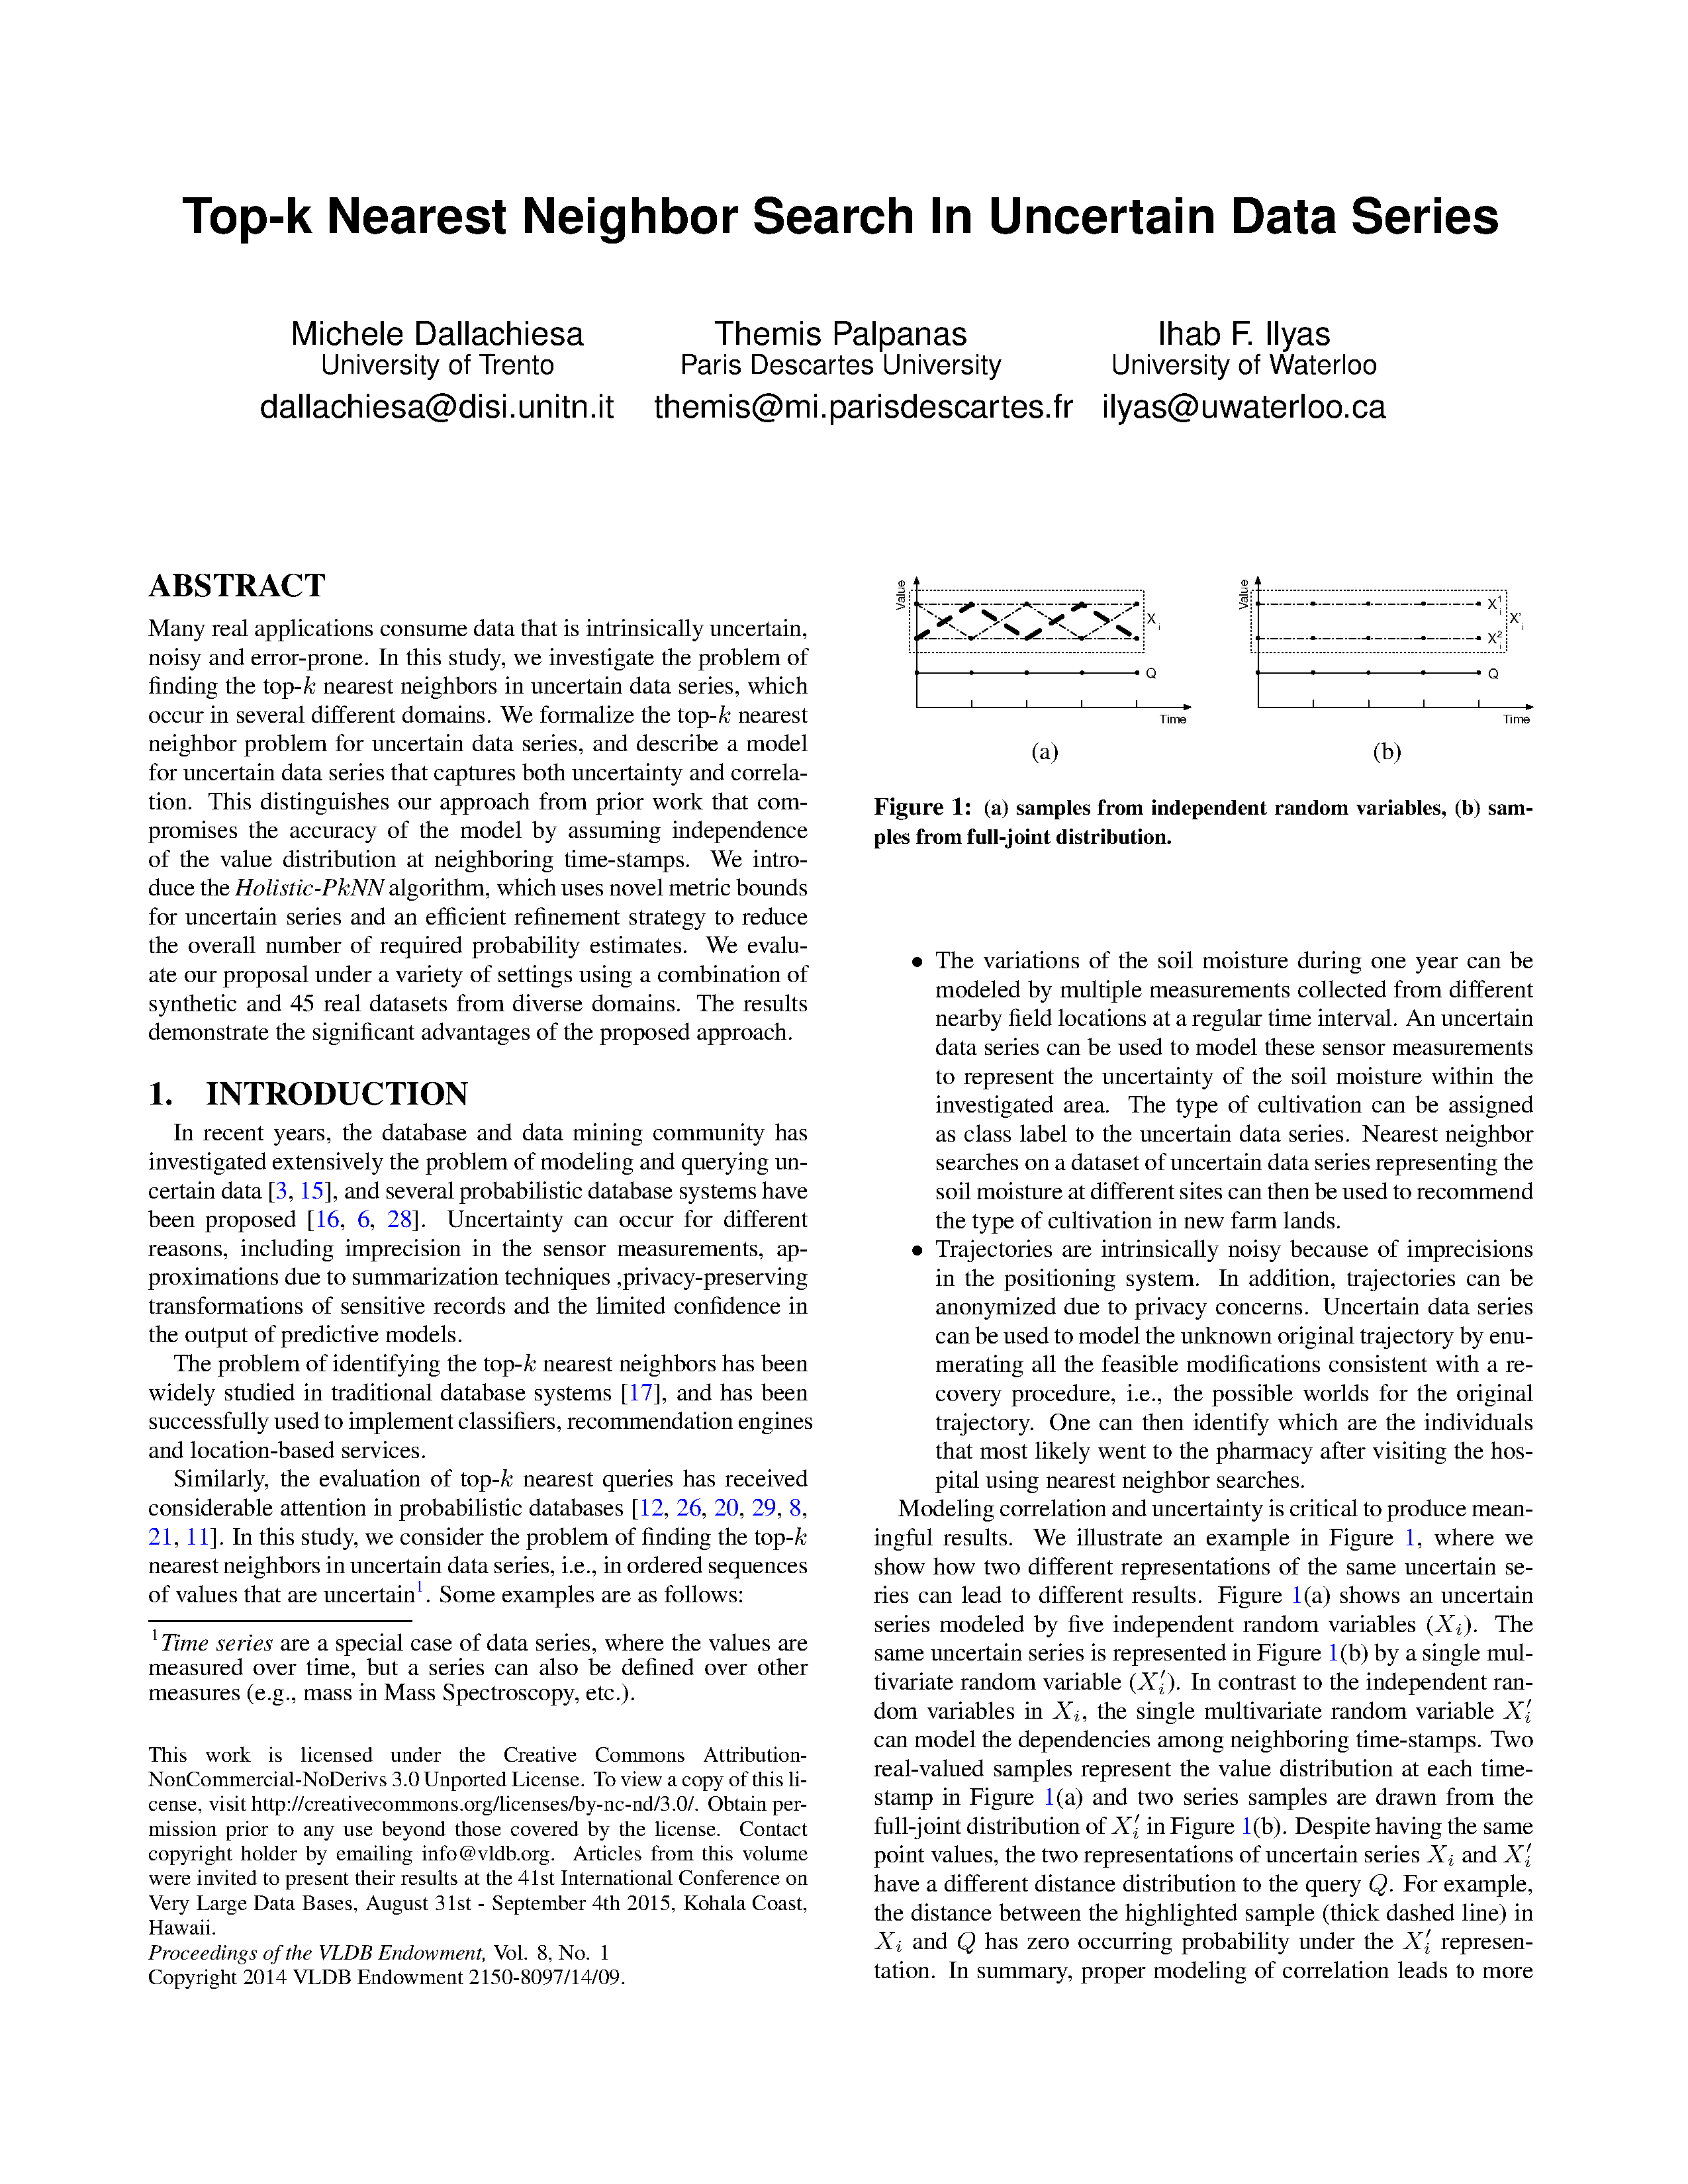 Top-k Nearest Neighbor Search In Uncertain Data Series
Michele Dallachiesa
University of Trento
dallachiesa@disi.unitn.it
Themis Palpanas
Paris Descartes University
themis@mi.parisdescartes.fr
Ihab F. Ilyas
University of Waterloo
ilyas@uwaterloo.ca
ABSTRACT
Many real applications consume data that is intrinsically uncertain,
noisy and error-prone. In this study, we investigate the problem of
finding the top-k nearest neighbors in uncertain data series, which
occur in several different domains. We formalize the top-k nearest
neighbor problem for uncertain data series, and describe a model
for uncertain data series that captures both uncertainty and correla-
tion. This distinguishes our approach from prior work that com-
promises the accuracy of the model by assuming independence
of the value distribution at neighboring time-stamps. We intro-
duce the Holistic-PkNN algorithm, which uses novel metric bounds
for uncertain series and an efficient refinement strategy to reduce
the overall number of required probability estimates. We evalu-
ate our proposal under a variety of settings using a combination of
synthetic and 45 real datasets from diverse domains. The results
demonstrate the significant advantages of the proposed approach.
1. INTRODUCTION
In recent years, the database and data mining community has
investigated extensively the problem of modeling and querying un-
certain data [3, 15], and several probabilistic database systems have
been proposed [16, 6, 28]. Uncertainty can occur for different
reasons, including imprecision in the sensor measurements, ap-
proximations due to summarization techniques ,privacy-preserving
transformations of sensitive records and the limited confidence in
the output of predictive models.
The problem of identifying the top-k nearest neighbors has been
widely studied in traditional database systems [17], and has been
successfully used to implement classifiers, recommendation engines
and location-based services.
Similarly, the evaluation of top-k nearest queries has received
considerable attention in probabilistic databases [12, 26, 20, 29, 8,
21, 11]. In this study, we consider the problem of finding the top-k
nearest neighbors in uncertain data series, i.e., in ordered sequences
of values that are uncertain¹. Some examples are as follows:
¹Time series are a special case of data series, where the values are
measured over time, but a series can also be defined over other
measures (e.g., mass in Mass Spectroscopy, etc.).
This work is licensed under the Creative Commons Attribution-
NonCommercial-NoDerivs 3.0 Unported License. To view a copy of this li-
cense, visit http://creativecommons.org/licenses/by-nc-nd/3.0/. Obtain per-
mission prior to any use beyond those covered by the license. Contact
copyright holder by emailing info@vldb.org. Articles from this volume
were invited to present their results at the 41st International Conference on
Very Large Data Bases, August 31st - September 4th 2015, Kohala Coast,
Hawaii.
Proceedings of the VLDB Endowment, Vol. 8, No. 1
Copyright 2014 VLDB Endowment 2150-8097/14/09.
Value
X_i
Q
Time
(a)
Value
X_i^1
X_i^2
X'_i
Q
Time
(b)
Figure 1: (a) samples from independent random variables, (b) sam-
ples from full-joint distribution.
• The variations of the soil moisture during one year can be
modeled by multiple measurements collected from different
nearby field locations at a regular time interval. An uncertain
data series can be used to model these sensor measurements
to represent the uncertainty of the soil moisture within the
investigated area. The type of cultivation can be assigned
as class label to the uncertain data series. Nearest neighbor
searches on a dataset of uncertain data series representing the
soil moisture at different sites can then be used to recommend
the type of cultivation in new farm lands.
• Trajectories are intrinsically noisy because of imprecisions
in the positioning system. In addition, trajectories can be
anonymized due to privacy concerns. Uncertain data series
can be used to model the unknown original trajectory by enu-
merating all the feasible modifications consistent with a re-
covery procedure, i.e., the possible worlds for the original
trajectory. One can then identify which are the individuals
that most likely went to the pharmacy after visiting the hos-
pital using nearest neighbor searches.
Modeling correlation and uncertainty is critical to produce mean-
ingful results. We illustrate an example in Figure 1, where we
show how two different representations of the same uncertain se-
ries can lead to different results. Figure 1(a) shows an uncertain
series modeled by five independent random variables (X_i). The
same uncertain series is represented in Figure 1(b) by a single mul-
tivariate random variable (X'_i). In contrast to the independent ran-
dom variables in X_i, the single multivariate random variable X'_i
can model the dependencies among neighboring time-stamps. Two
real-valued samples represent the value distribution at each time-
stamp in Figure 1(a) and two series samples are drawn from the
full-joint distribution of X'_i in Figure 1(b). Despite having the same
point values, the two representations of uncertain series X_i and X'_i
have a different distance distribution to the query Q. For example,
the distance between the highlighted sample (thick dashed line) in
X_i and Q has zero occurring probability under the X'_i represen-
tation. In summary, proper modeling of correlation leads to more